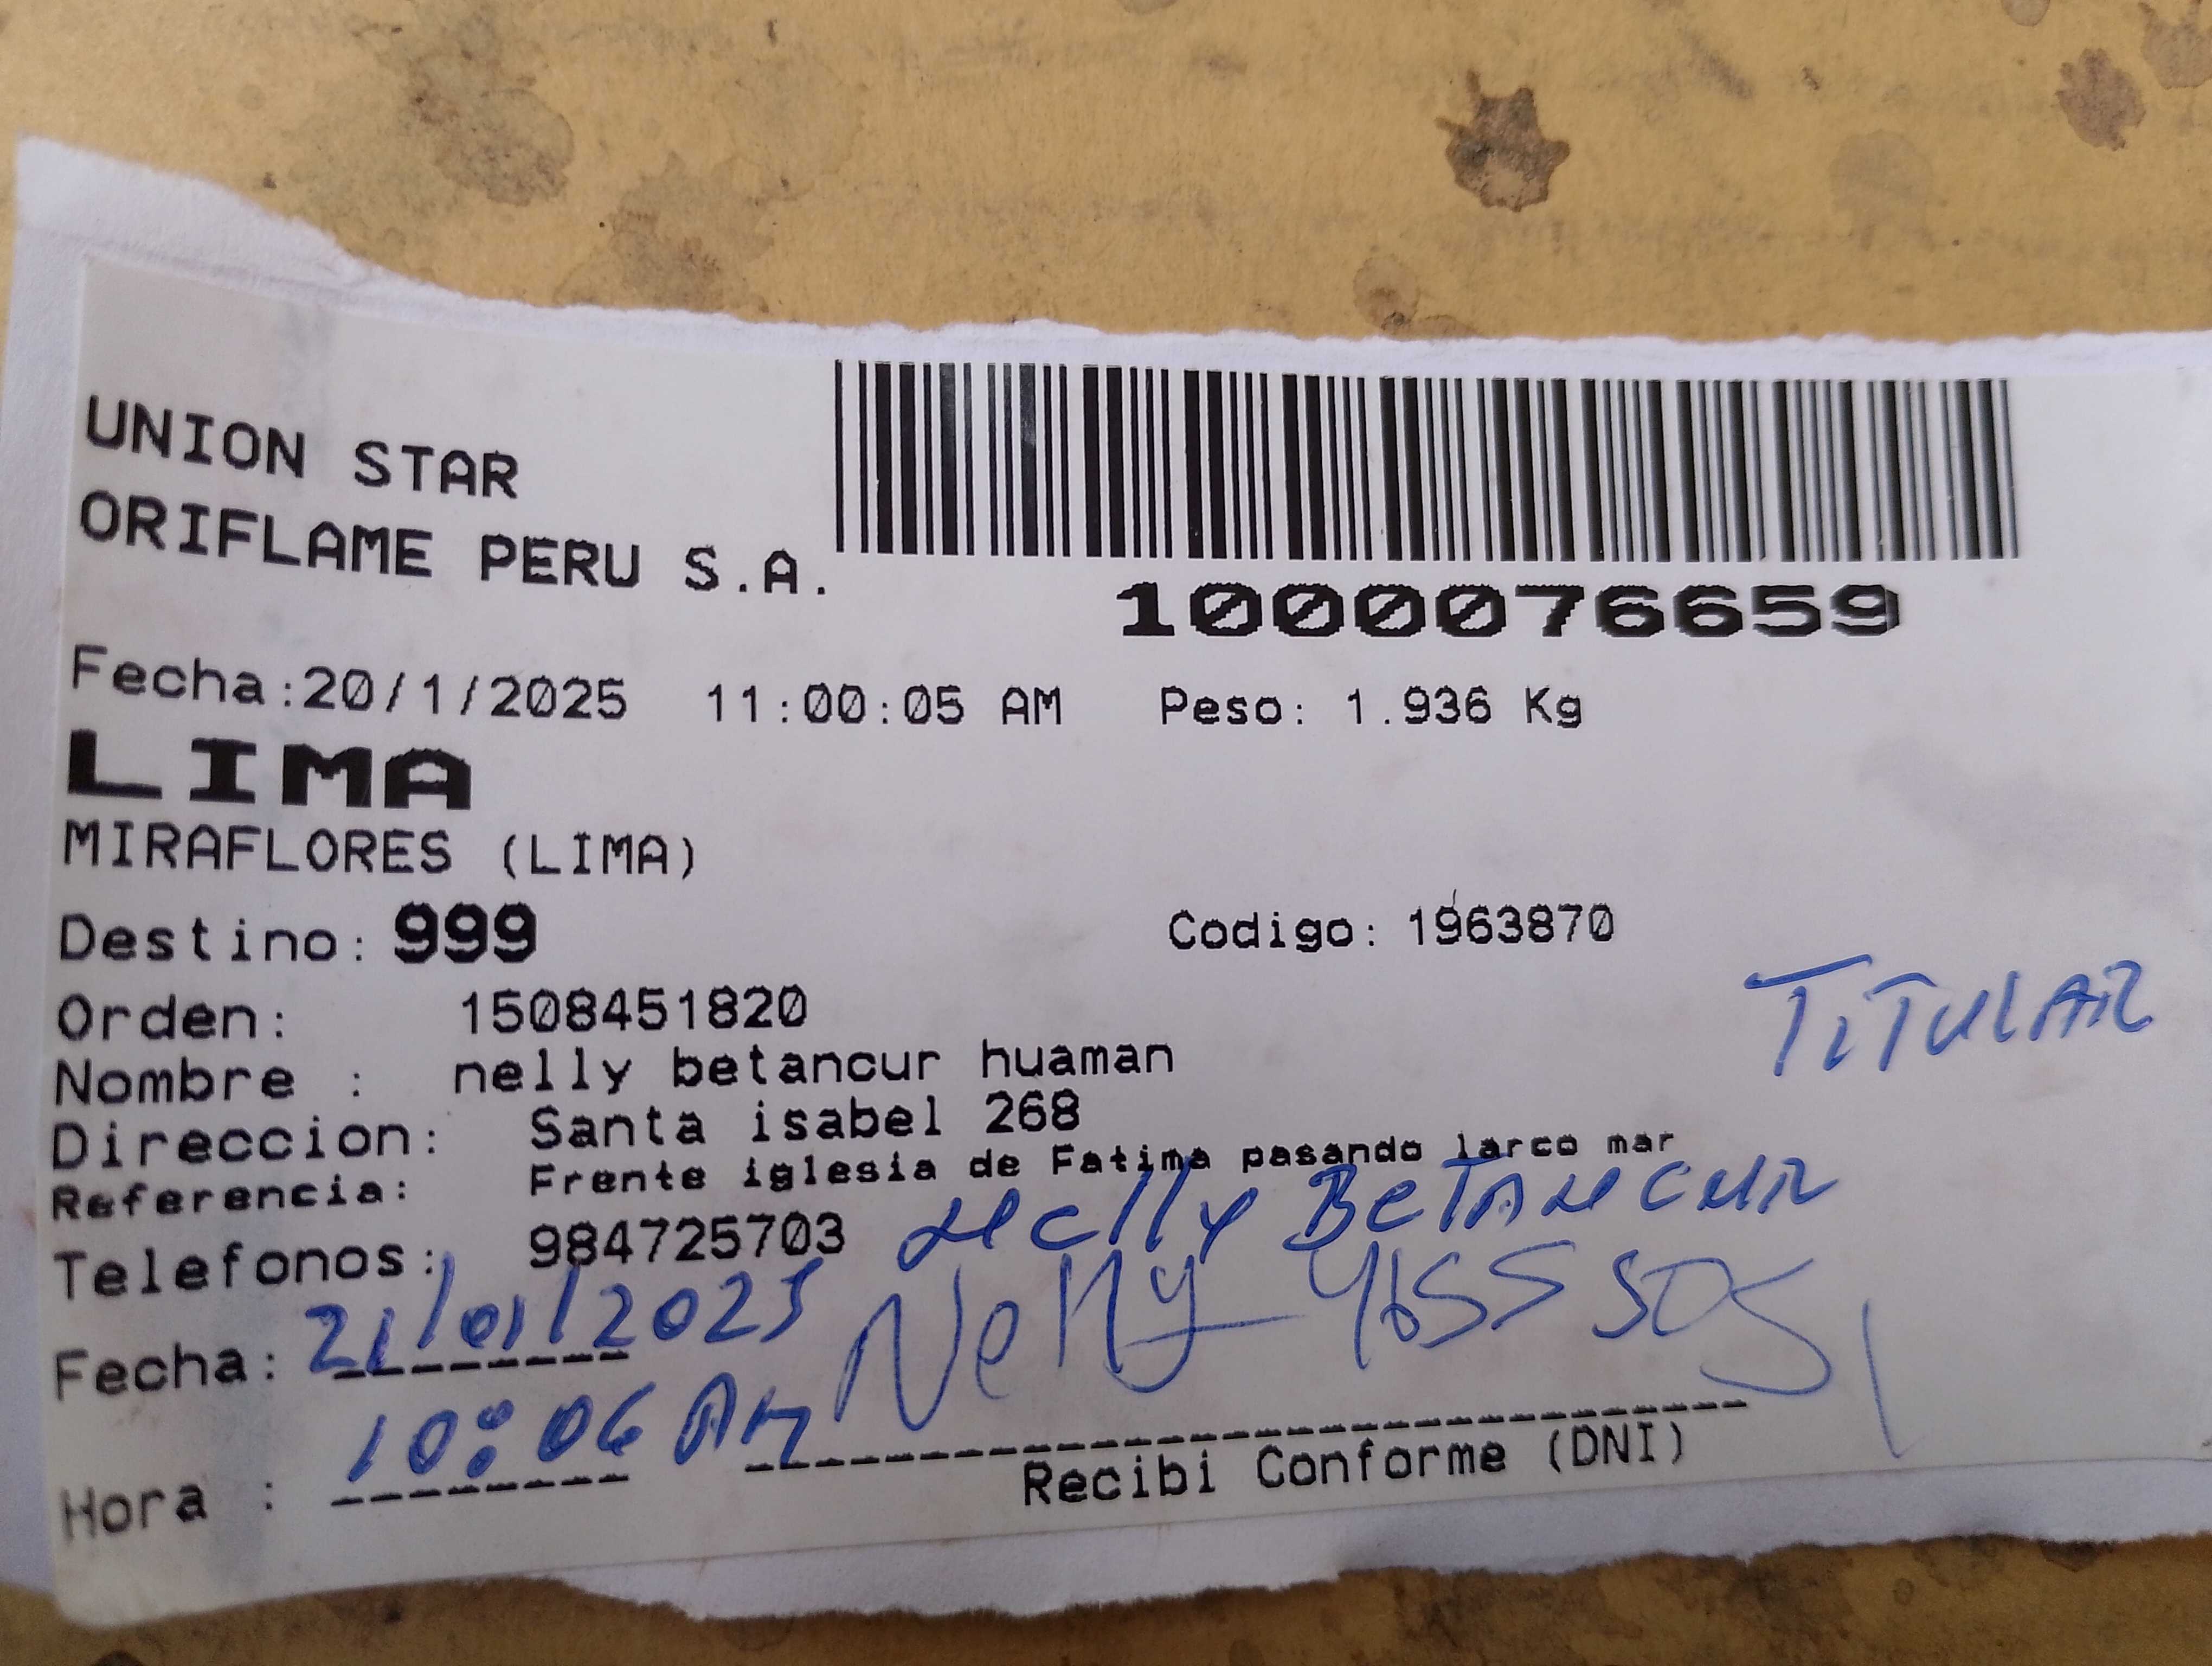 UNION STAR
ORIFLAME PERU S.A.
1000076659
Fecha:20/1/2025 11:00:05 AM Peso: 1.936 Kg
LIMA
MIRAFLORES (LIMA)
Destino: 999 Codigo: 1963870
TITULAR
Orden: 1508451820
Nombre : nelly betancur huaman
Direccion: Santa isabel 268
Referencia: Frente iglesia de Fatima pasando larco mar
Telefonos: 984725703 Nelly BETANCUR
Fecha: 21/01/2025 Nelly
Hora : 10:06 AM
Recibi Conforme (DNI)